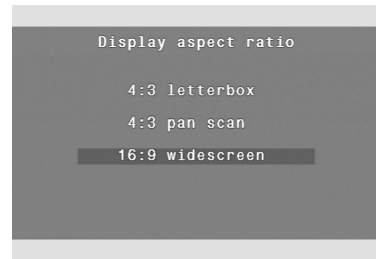 Display aspect ratio
4:3 letterbox
4:3 pan scan
16:9 widescreen